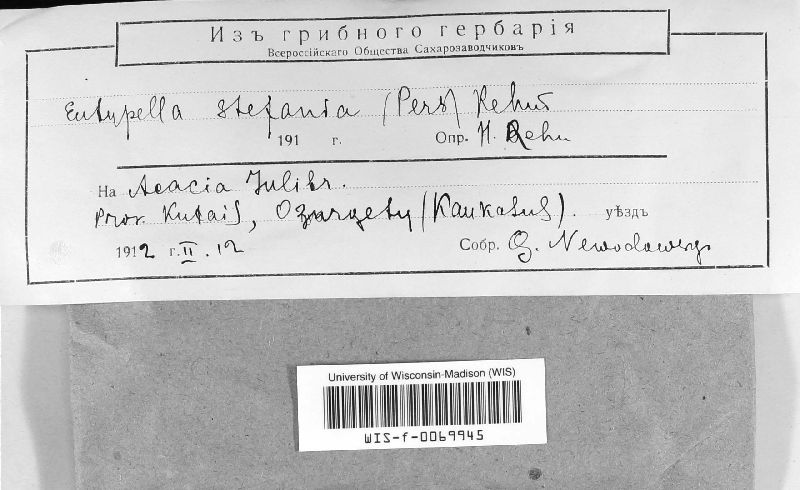 Изъ грибного гербарія
Всероссійскаго Общества Сахарозаводчиковъ
Eutypella stefania (Pers) Rehm
191 г. Опр. H. Rehm
На Acacia Julibr.
Prov. Kutais, Ozurgety (Kaukasus). уѣздъ
1912 г. II. 12 Собр. G. Newodowsky
University of Wisconsin-Madison (WIS)
WIS-f-0069945